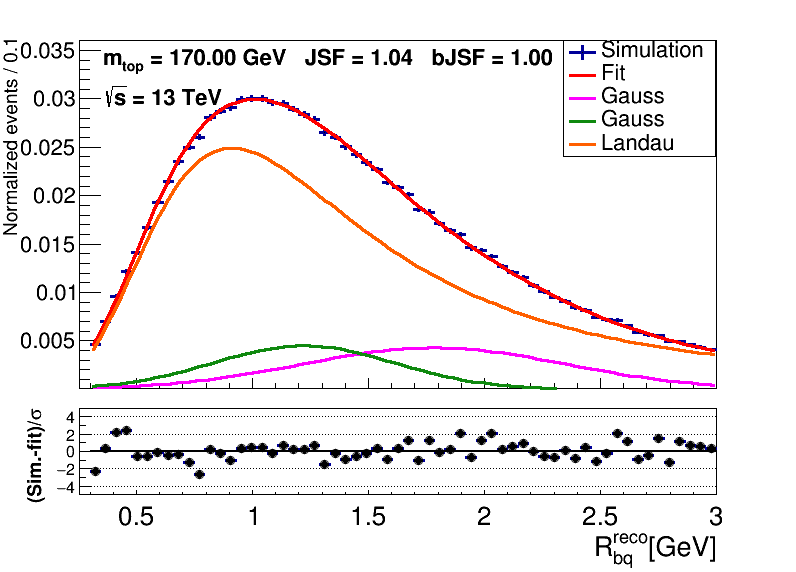 Normalized events / 0.1
0.035
0.03
0.025
0.02
0.015
0.01
0.005
m_top = 170.00 GeV JSF = 1.04 bJSF = 1.00
√s = 13 TeV
Simulation
Fit
Gauss
Gauss
Landau
(Sim.-fit)/σ
4
2
0
−2
−4
0.5 1 1.5 2 2.5 3
R_bq^reco[GeV]